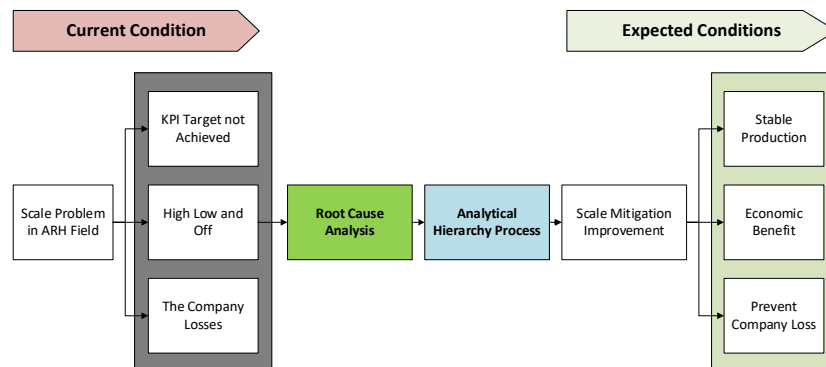 Current Condition
Expected Conditions
KPI Target not
Achieved
Stable
Production
Scale Problem
in ARH Field
High Low and
Off
Root Cause
Analysis
Analytical
Hierarchy Process
Scale Mitigation
Improvement
Economic
Benefit
The Company
Losses
Prevent
Company Loss